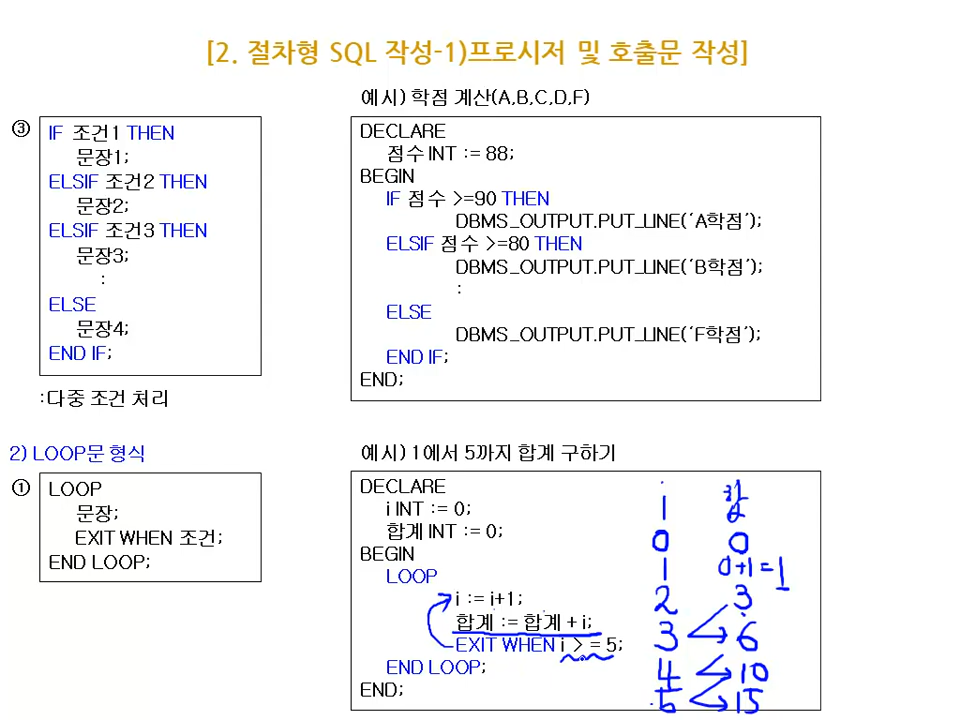 [2. 절차형 SQL 작성-1)프로시저 및 호출문 작성]
③
IF 조건1 THEN
문장1;
ELSIF 조건2 THEN
문장2;
ELSIF 조건3 THEN
문장3;
:
ELSE
문장4;
END IF;
:다중 조건 처리
예시) 학점 계산(A,B,C,D,F)
DECLARE
점수 INT := 88;
BEGIN
IF 점수 >=90 THEN
DBMS_OUTPUT.PUT_LINE('A학점');
ELSIF 점수 >=80 THEN
DBMS_OUTPUT.PUT_LINE('B학점');
:
ELSE
DBMS_OUTPUT.PUT_LINE('F학점');
END IF;
END;
2) LOOP문 형식
①
LOOP
문장;
EXIT WHEN 조건;
END LOOP;
예시) 1에서 5까지 합계 구하기
DECLARE
i INT := 0;
합계 INT := 0;
BEGIN
LOOP
i := i+1;
합계 := 합계 + i;
EXIT WHEN i >= 5;
END LOOP;
END;
i 합
0 0
1 0+1=1
2 3
3 6
4 10
5 15